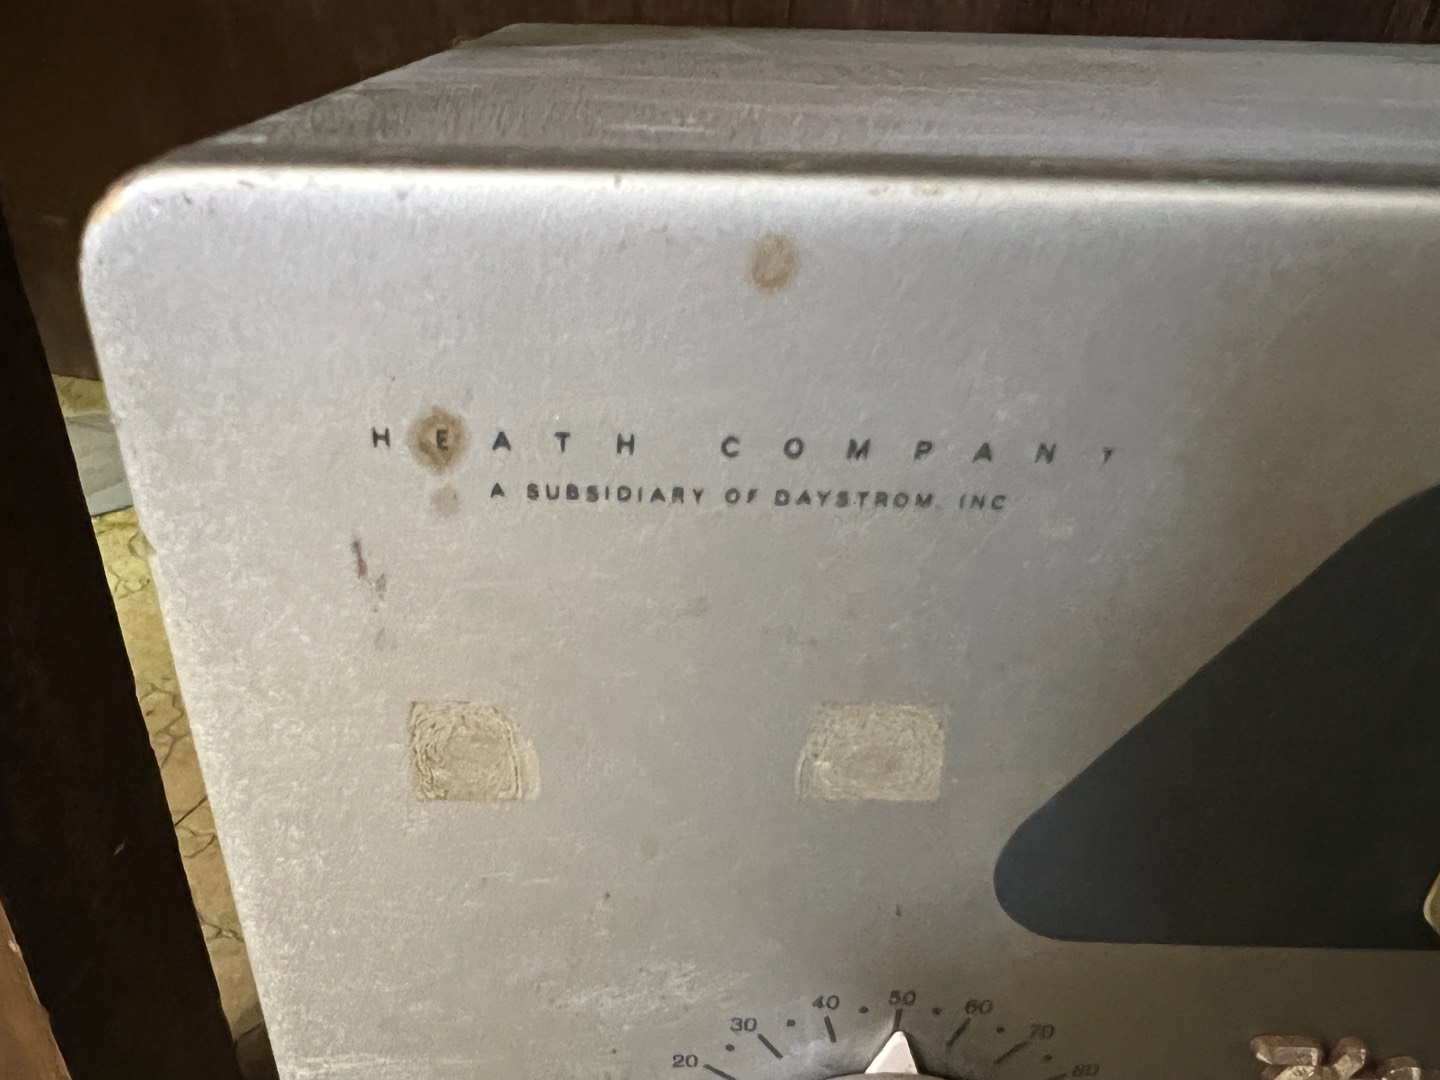 HEATH COMPANY
A SUBSIDIARY OF DAYSTROM, INC
20 30 40 50 60 70 80